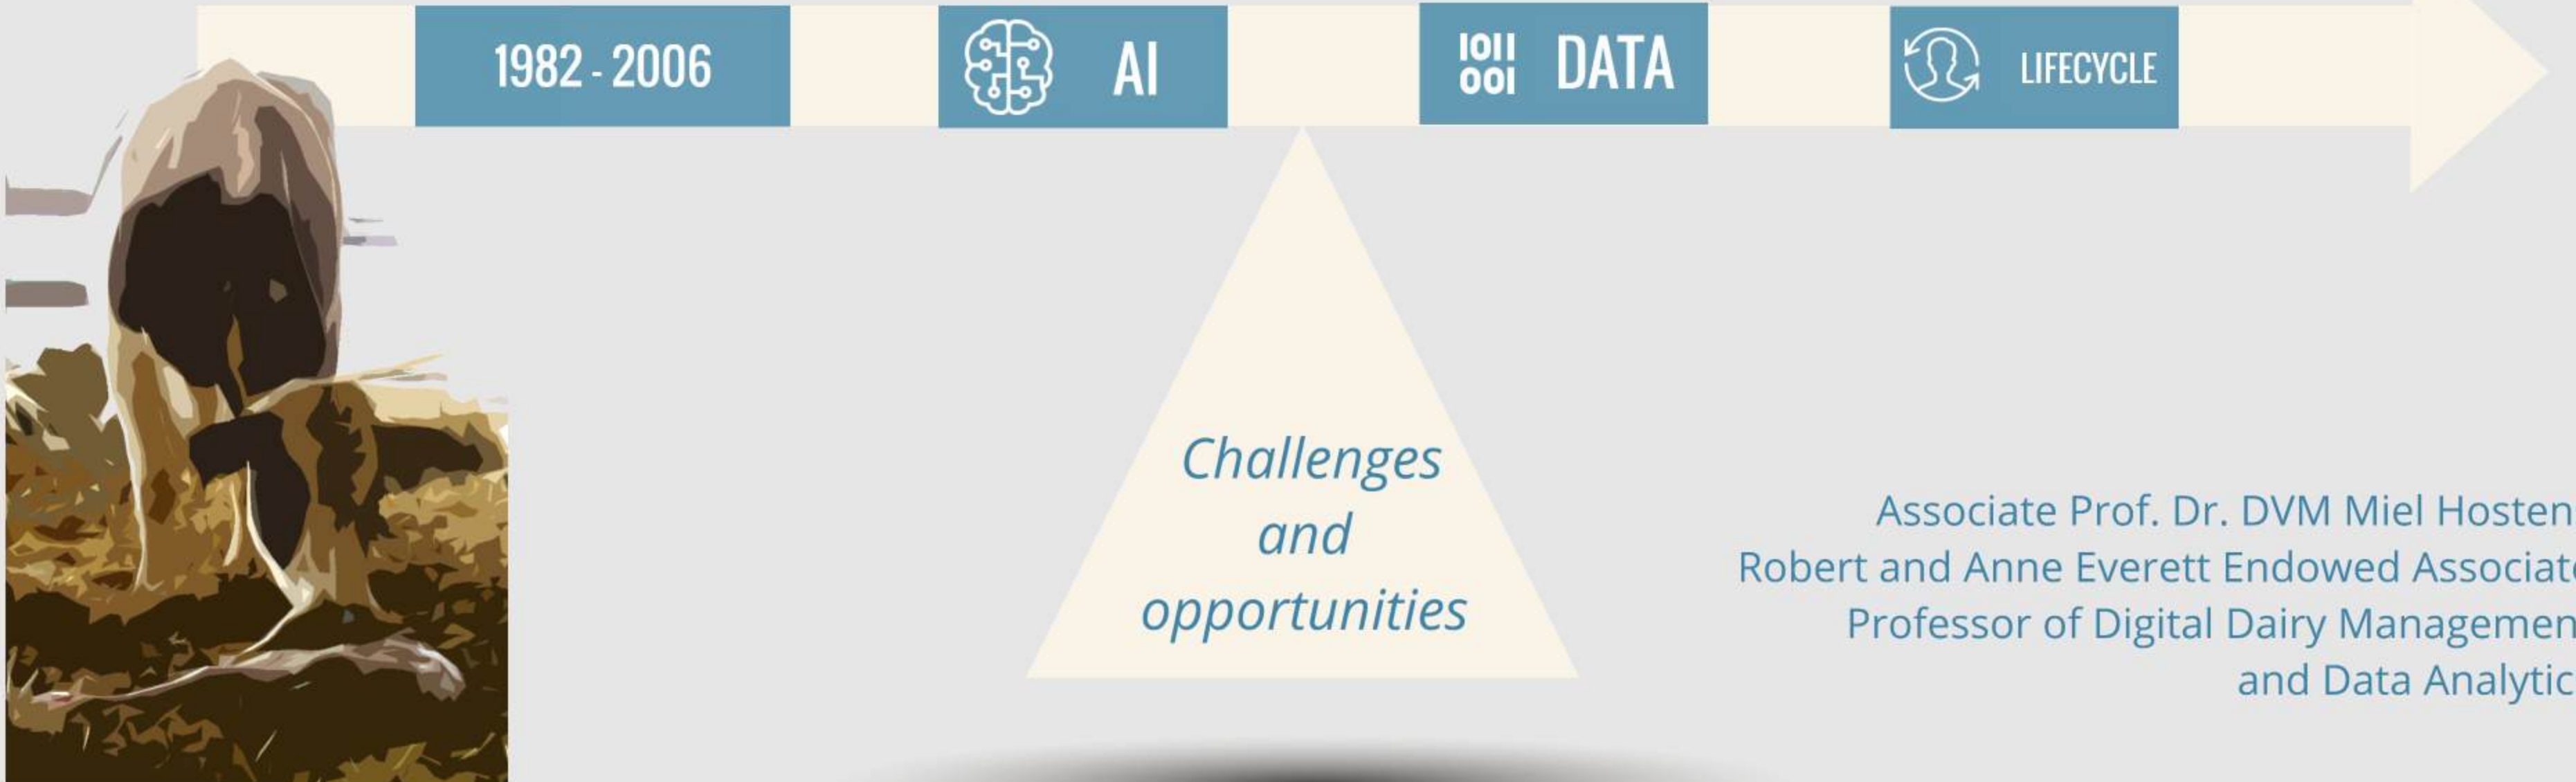 1982 - 2006
AI
1011
001
DATA
LIFECYCLE
Challenges
and
opportunities
Associate Prof. Dr. DVM Miel Hosten
Robert and Anne Everett Endowed Associate
Professor of Digital Dairy Managemen
and Data Analytic